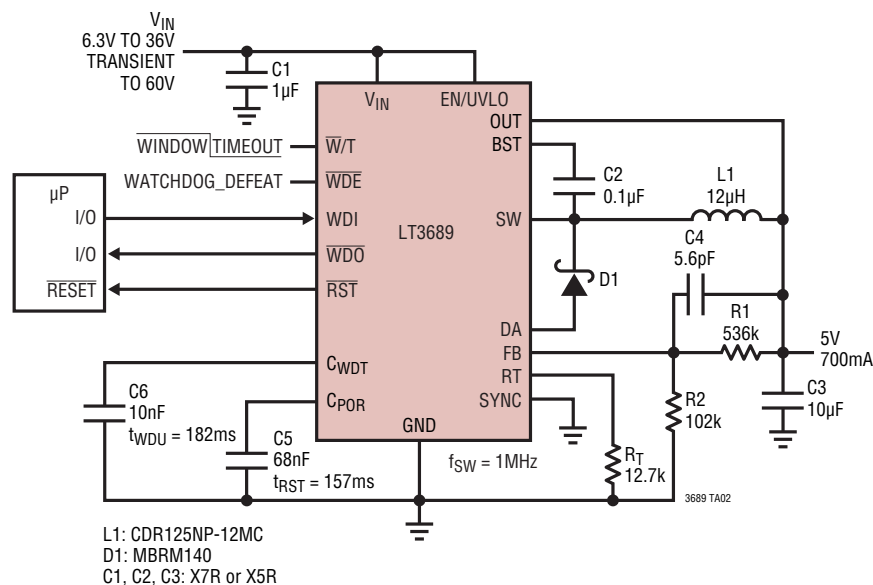 VIN
6.3V TO 36V
TRANSIENT
TO 60V
C1
1µF
VIN
EN/UVLO
OUT
BST
WINDOW TIMEOUT
W/T
WATCHDOG_DEFEAT
WDE
C2
0.1µF
L1
12µH
µP
I/O
WDI
LT3689
SW
I/O
WDO
C4
5.6pF
D1
RESET
RST
DA
R1
536k
FB
5V
700mA
CWDT
RT
C6
10nF
tWDU = 182ms
CPOR
SYNC
R2
102k
C3
10µF
GND
C5
68nF
tRST = 157ms
fSW = 1MHz
RT
12.7k
3689 TA02
L1: CDR125NP-12MC
D1: MBRM140
C1, C2, C3: X7R or X5R